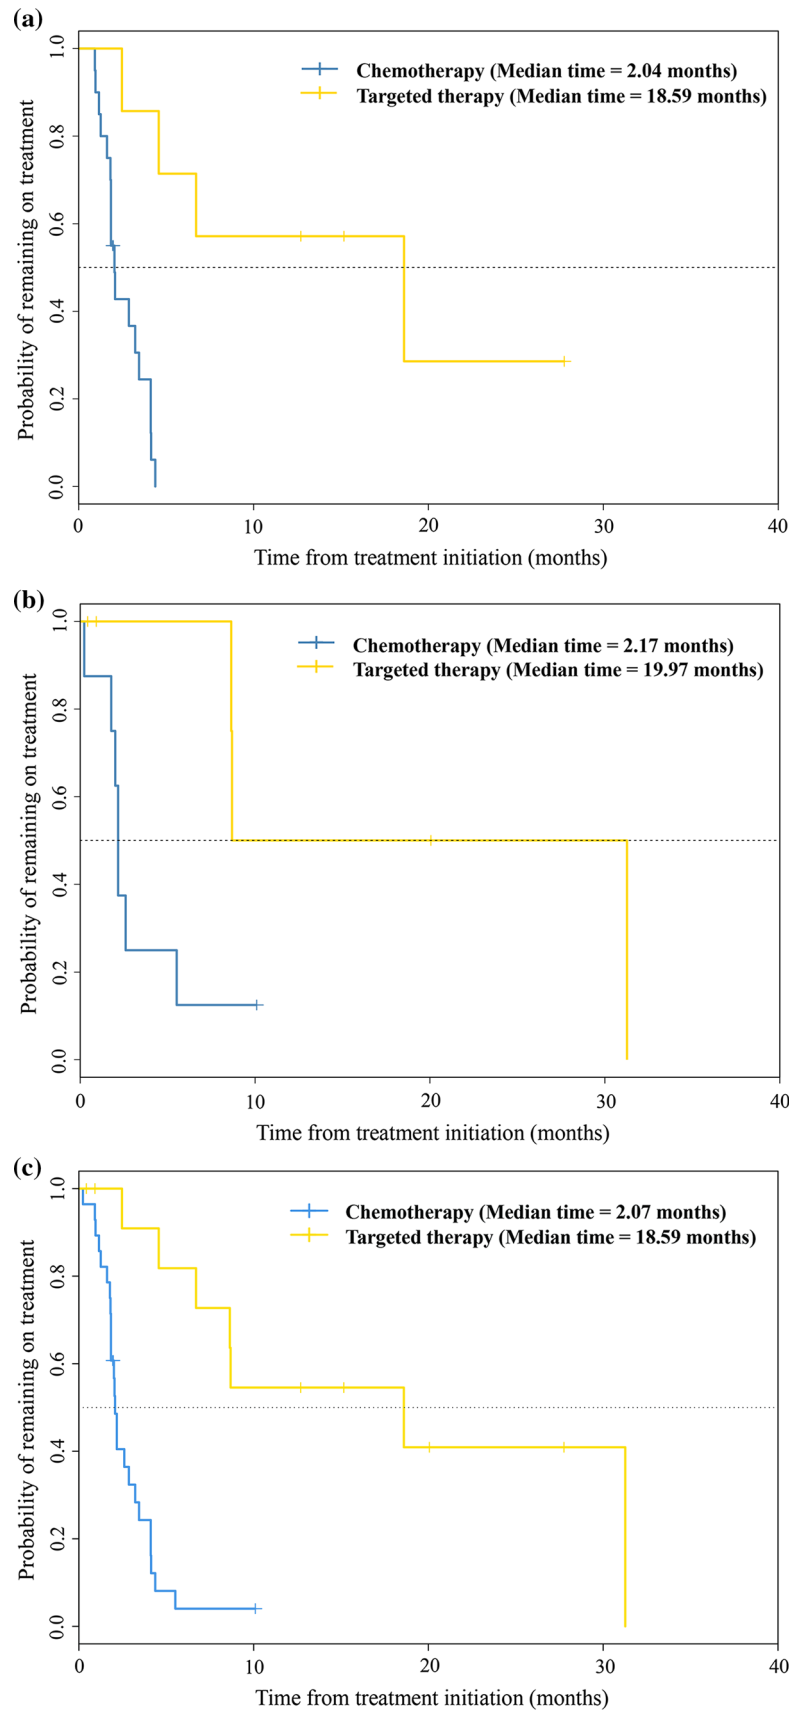 (a)
Chemotherapy (Median time = 2.04 months)
Targeted therapy (Median time = 18.59 months)
Probability of remaining on treatment
1.0
0.8
0.6
0.4
0.2
0.0
0 10 20 30 40
Time from treatment initiation (months)
(b)
Chemotherapy (Median time = 2.17 months)
Targeted therapy (Median time = 19.97 months)
Probability of remaining on treatment
1.0
0.8
0.6
0.4
0.2
0.0
0 10 20 30 40
Time from treatment initiation (months)
(c)
Chemotherapy (Median time = 2.07 months)
Targeted therapy (Median time = 18.59 months)
Probability of remaining on treatment
1.0
0.8
0.6
0.4
0.2
0.0
0 10 20 30 40
Time from treatment initiation (months)